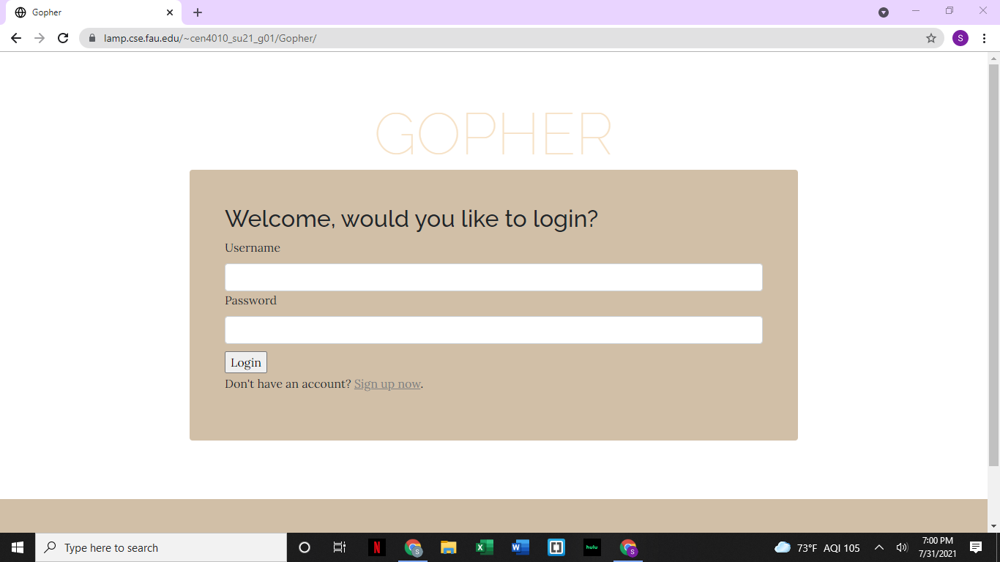 Gopher
lamp.cse.fau.edu/~cen4010_su21_g01/Gopher/
S
GOPHER
Welcome, would you like to login?
Username
Password
Login
Don't have an account? Sign up now.
Type here to search
N
S
X
W
hulu
S
73°F AQI 105
7:00 PM
7/31/2021